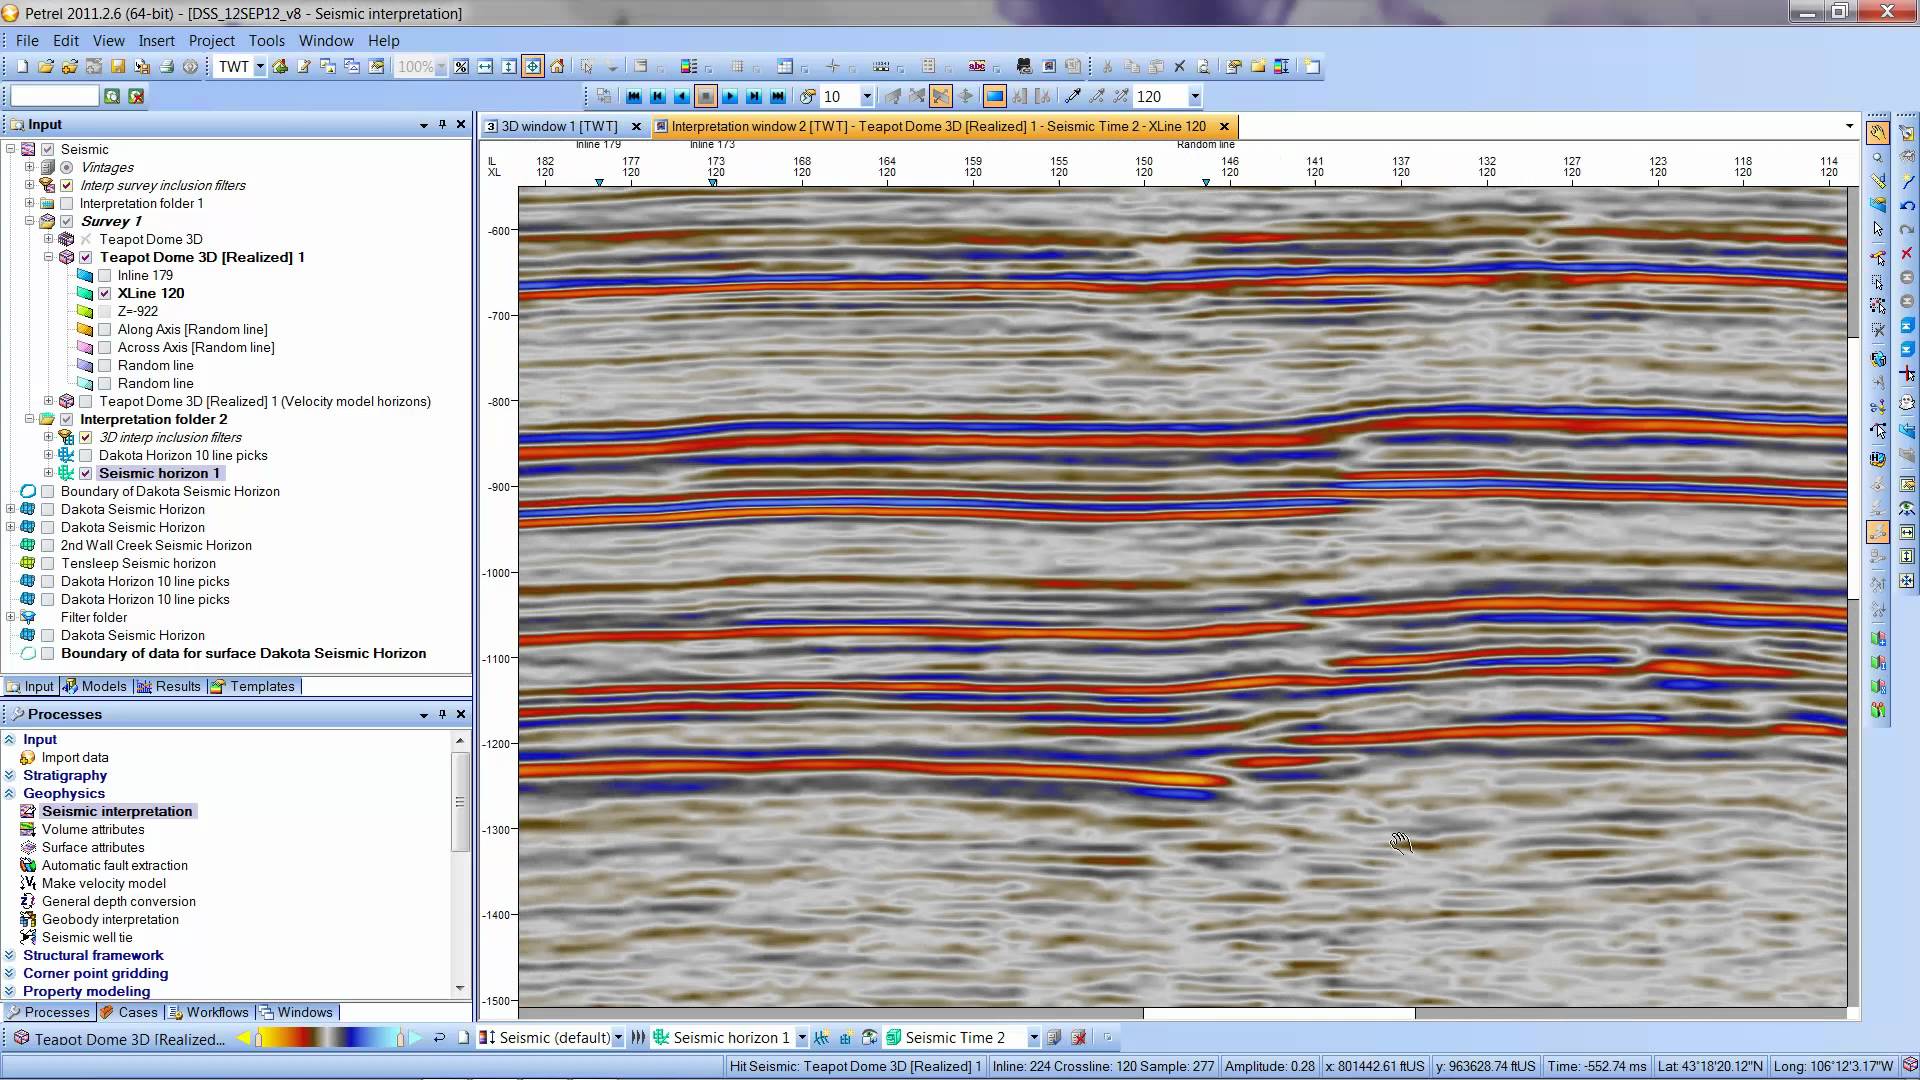 Petrel 2011.2.6 (64-bit) - [DSS_12SEP12_v8 - Seismic interpretation]
File Edit View Insert Project Tools Window Help
TWT 100% % abc
10 120
Input
3D window 1 [TWT] Interpretation window 2 [TWT] - Teapot Dome 3D [Realized] 1 - Seismic Time 2 - XLine 120
Inline 179 Inline 173 Random line
IL 182 177 173 168 164 159 155 150 146 141 137 132 127 123 118 114
XL 120 120 120 120 120 120 120 120 120 120 120 120 120 120 120 120
Seismic
Vintages
Interp survey inclusion filters
Interpretation folder 1
Survey 1
Teapot Dome 3D
Teapot Dome 3D [Realized] 1
Inline 179
XLine 120
Z=-922
Along Axis [Random line]
Across Axis [Random line]
Random line
Random line
Teapot Dome 3D [Realized] 1 (Velocity model horizons)
Interpretation folder 2
3D interp inclusion filters
Dakota Horizon 10 line picks
Seismic horizon 1
Boundary of Dakota Seismic Horizon
Dakota Seismic Horizon
Dakota Seismic Horizon
2nd Wall Creek Seismic Horizon
Tensleep Seismic horizon
Dakota Horizon 10 line picks
Dakota Horizon 10 line picks
Filter folder
Dakota Seismic Horizon
Boundary of data for surface Dakota Seismic Horizon
Input Models Results Templates
Processes
Input
Import data
Stratigraphy
Geophysics
Seismic interpretation
Volume attributes
Surface attributes
Automatic fault extraction
Make velocity model
General depth conversion
Geobody interpretation
Seismic well tie
Structural framework
Corner point gridding
Property modeling
Processes Cases Workflows Windows
-600
-700
-800
-900
-1000
-1100
-1200
-1300
-1400
-1500
Teapot Dome 3D [Realized... Seismic (default) Seismic horizon 1 Seismic Time 2
Hit Seismic: Teapot Dome 3D [Realized] 1 Inline: 224 Crossline: 120 Sample: 277 Amplitude: 0.28 x: 801442.61 ftUS y: 963628.74 ftUS Time: -552.74 ms Lat: 43°18'20.12"N Long: 106°12'3.17"W